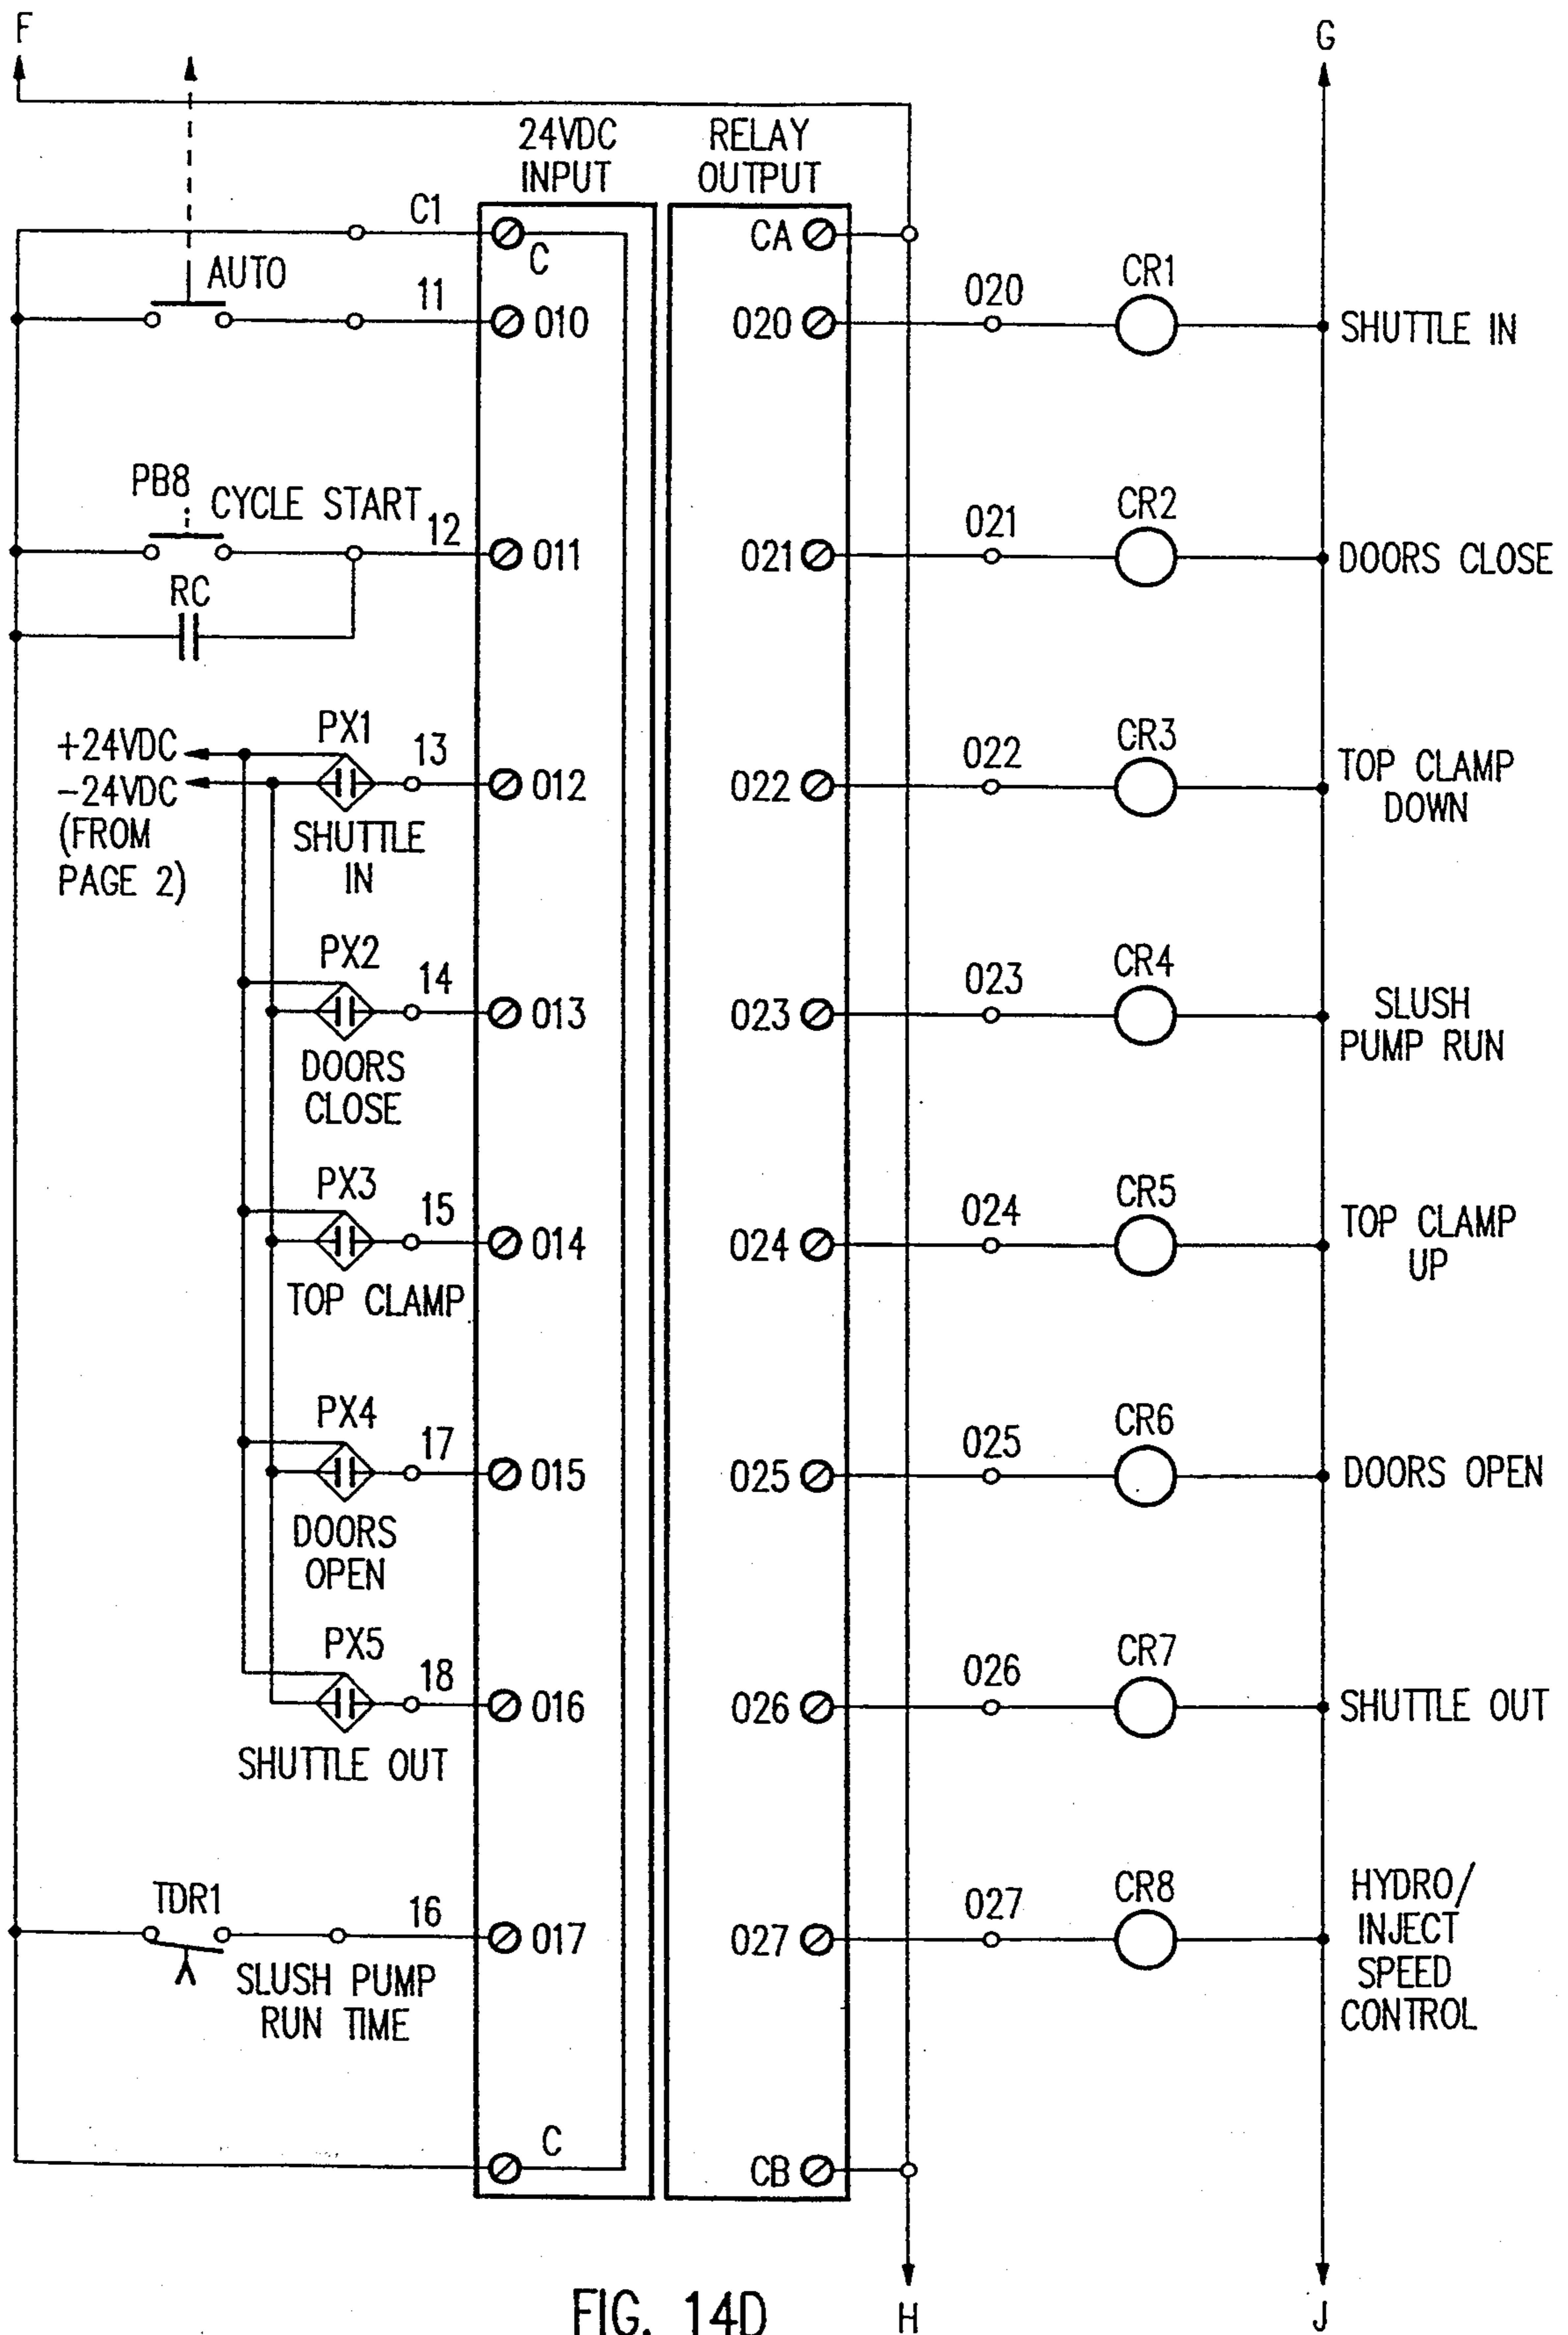 F
G
24VDC
INPUT
RELAY
OUTPUT
C1
C
CA
AUTO
11
010
020
020
CR1
SHUTTLE IN
PB8
CYCLE START
12
011
021
021
CR2
DOORS CLOSE
RC
+24VDC
-24VDC
(FROM
PAGE 2)
PX1
13
012
SHUTTLE
IN
022
022
CR3
TOP CLAMP
DOWN
PX2
14
013
DOORS
CLOSE
023
023
CR4
SLUSH
PUMP RUN
PX3
15
014
TOP CLAMP
024
024
CR5
TOP CLAMP
UP
PX4
17
015
DOORS
OPEN
025
025
CR6
DOORS OPEN
PX5
18
016
SHUTTLE OUT
026
026
CR7
SHUTTLE OUT
TDR1
16
017
SLUSH PUMP
RUN TIME
027
027
CR8
HYDRO/
INJECT
SPEED
CONTROL
C
CB
FIG. 14D
H
J